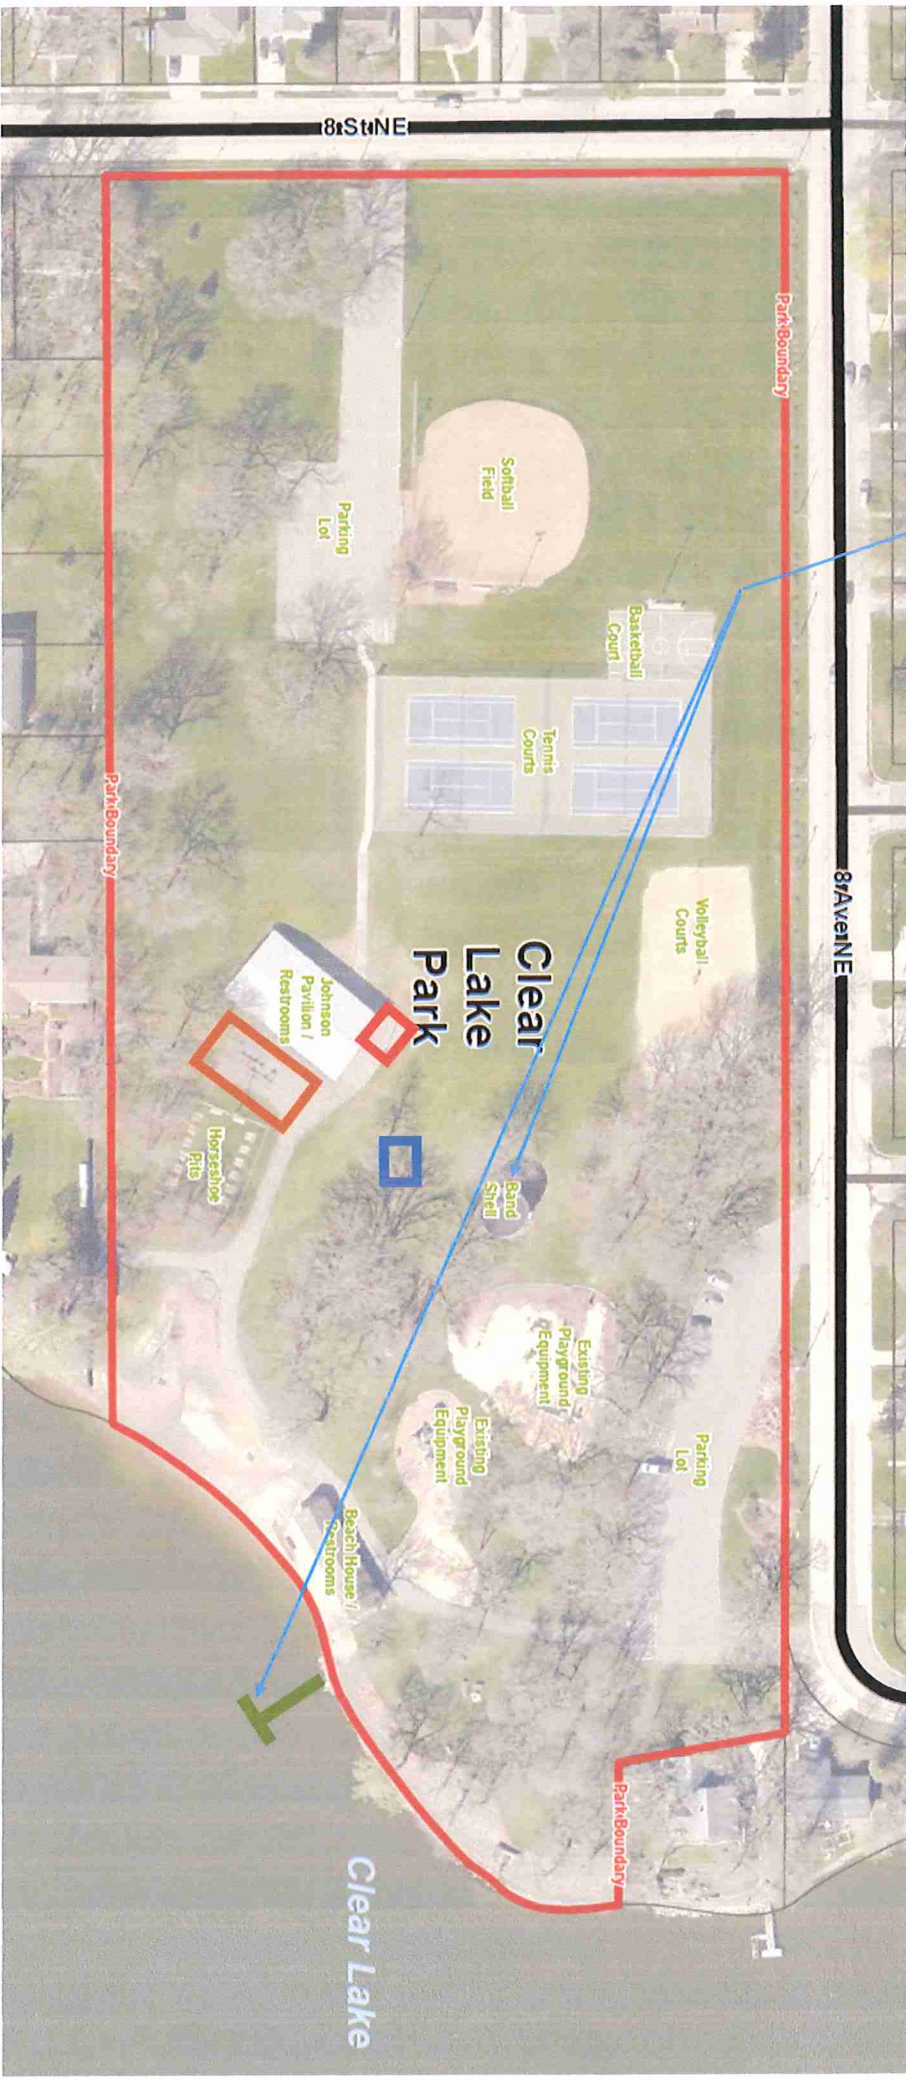 8 St NE
Park Boundary
Softball
Field
Parking
Lot
Basketball
Court
Tennis
Courts
Park Boundary
8 Ave NE
Volleyball
Courts
Clear
Lake
Park
Johnson
Pavilion /
Restrooms
Horseshoe
Pits
Band
Shell
Existing
Playground
Equipment
Existing
Playground
Equipment
Parking
Lot
Beach House /
Restrooms
Park Boundary
Clear Lake